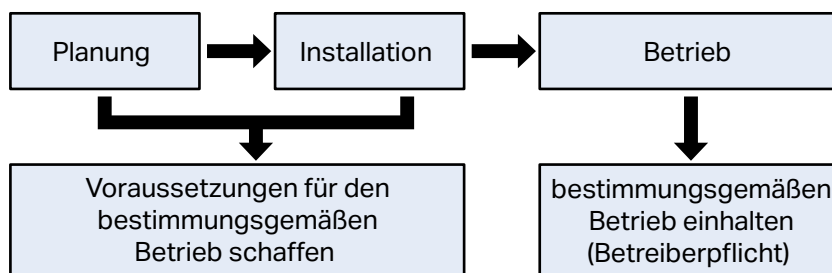 Planung
Installation
Betrieb
Voraussetzungen für den
bestimmungsgemäßen
Betrieb schaffen
bestimmungsgemäßen
Betrieb einhalten
(Betreiberpflicht)